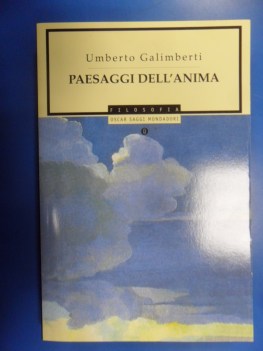 Umberto Galimberti
PAESAGGI DELL'ANIMA
FILOSOFIA
OSCAR SAGGI MONDADORI